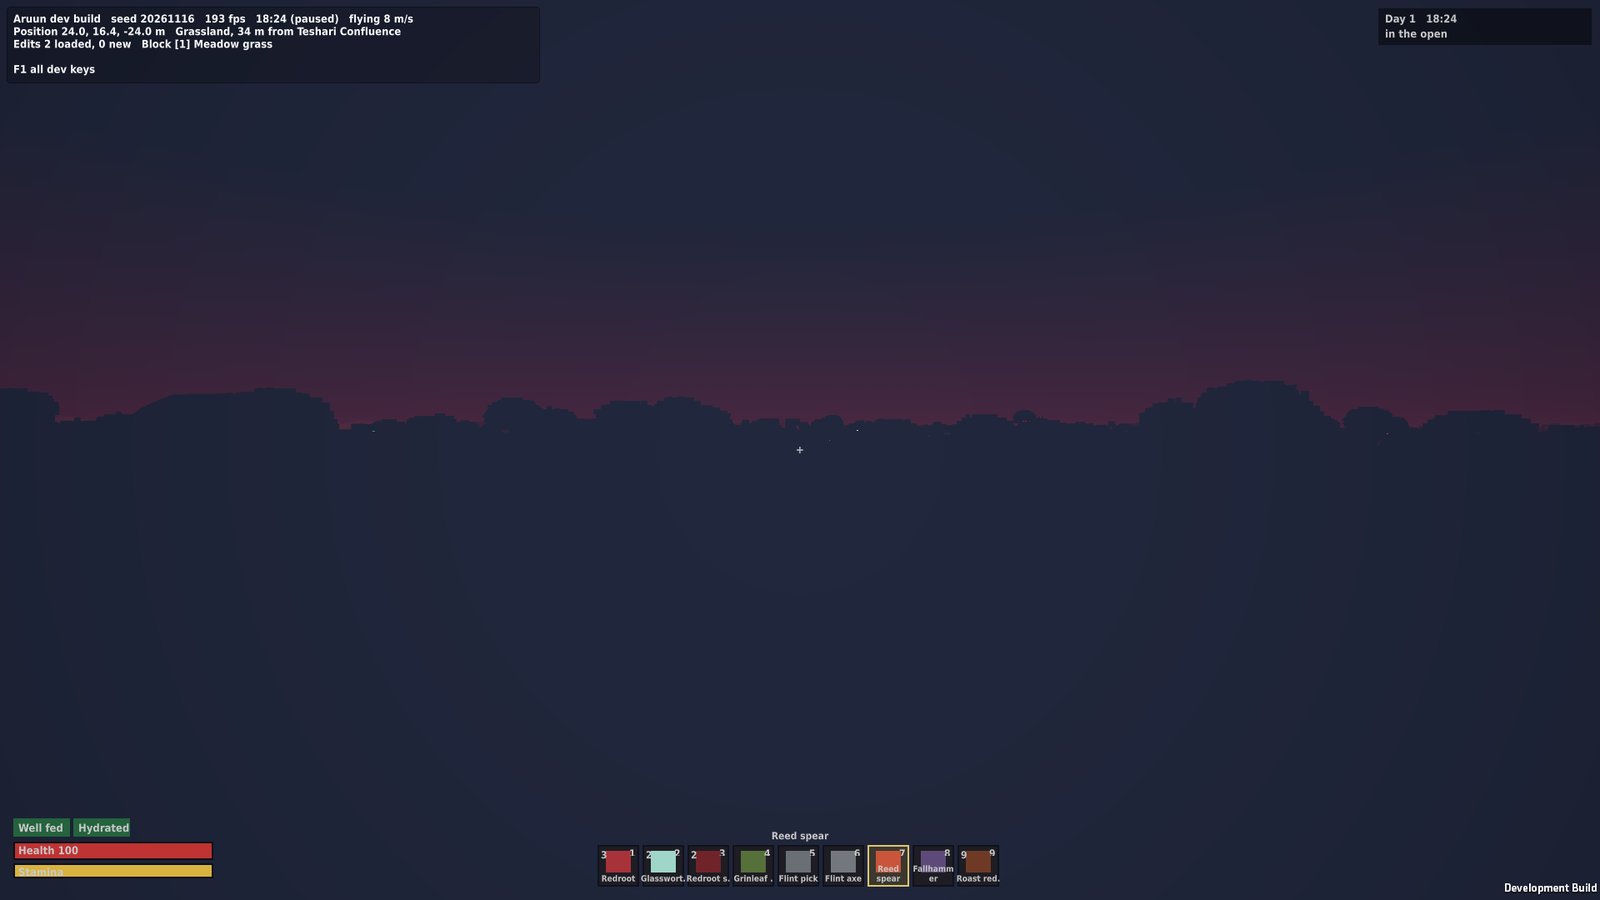 Aruun dev build seed 20261116 193 fps 18:24 (paused) flying 8 m/s
Position 24.0, 16.4, -24.0 m Grassland, 34 m from Teshari Confluence
Edits 2 loaded, 0 new Block [1] Meadow grass
F1 all dev keys
Day 1 18:24
in the open
Well fed Hydrated
Health 100
Stamina
Reed spear
3 1 2 2 2 3 4 5 6 7 8 9 9
Redroot Glasswort. Redroot s. Grinleaf . Flint pick Flint axe Reed spear Fallhammer Roast red.
Development Build